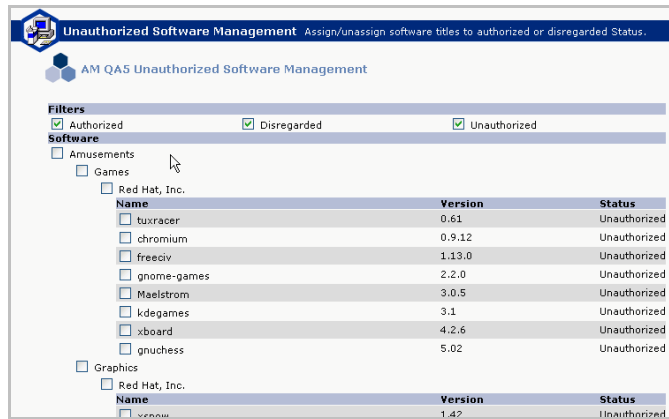 Unauthorized Software Management Assign/unassign software titles to authorized or disregarded Status.
AM QA5 Unauthorized Software Management
Filters
Authorized Disregarded Unauthorized
Software
Amusements
Games
Red Hat, Inc.
Name Version Status
tuxracer 0.61 Unauthorized
chromium 0.9.12 Unauthorized
freeciv 1.13.0 Unauthorized
gnome-games 2.2.0 Unauthorized
Maelstrom 3.0.5 Unauthorized
kdegames 3.1 Unauthorized
xboard 4.2.6 Unauthorized
gnuchess 5.02 Unauthorized
Graphics
Red Hat, Inc.
Name Version Status
xsnow 1.42 Unauthorized